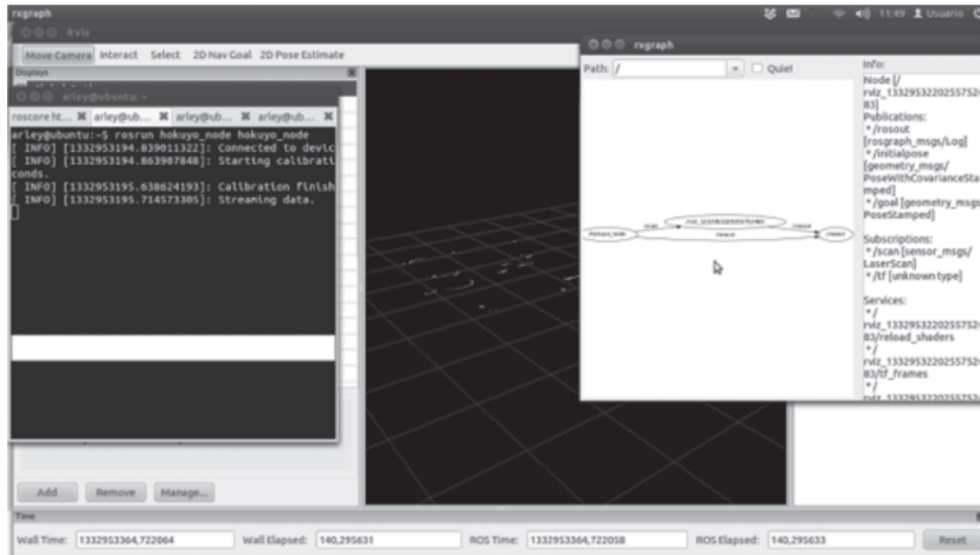 rxgraph
11:49 Usuario
RViz
Move Camera Interact Select 2D Nav Goal 2D Pose Estimate
Displays
arley@ubuntu: ~
roscore ht... arley@ub... arley@ub... arley@ub...
arley@ubuntu:~$ rosrun hokuyo_node hokuyo_node
[ INFO] [1332953194.839011322]: Connected to devic
[ INFO] [1332953194.863907848]: Starting calibrati
conds.
[ INFO] [1332953195.638624193]: Calibration finish
[ INFO] [1332953195.714573305]: Streaming data.
rxgraph
Path: / Quiet
/hokuyo_node
scan
/rosout
rosout
Info:
Node [/
rviz_1332953220255752
83]
Publications:
* /rosout
[rosgraph_msgs/Log]
* /initialpose
[geometry_msgs/
PoseWithCovarianceSta
mped]
* /goal [geometry_msgs
PoseStamped]
Subscriptions:
* /scan [sensor_msgs/
LaserScan]
* /tf [unknown type]
Services:
* /
rviz_1332953220255752
83/reload_shaders
* /
rviz_1332953220255752
83/tf_frames
* /
rviz_1332953220255752
Add Remove Manage...
Time
Wall Time: 1332953364,722064 Wall Elapsed: 140,295631 ROS Time: 1332953364,722058 ROS Elapsed: 140,295633 Reset